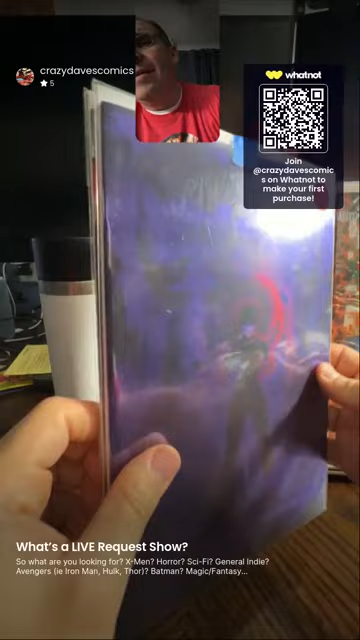 crazydavescomics
5
whatnot
Join
@crazydavescomic
s on Whatnot to
make your first
purchase!
What's a LIVE Request Show?
So what are you looking for? X-Men? Horror? Sci-Fi? General Indie?
Avengers (ie Iron Man, Hulk, Thor)? Batman? Magic/Fantasy...